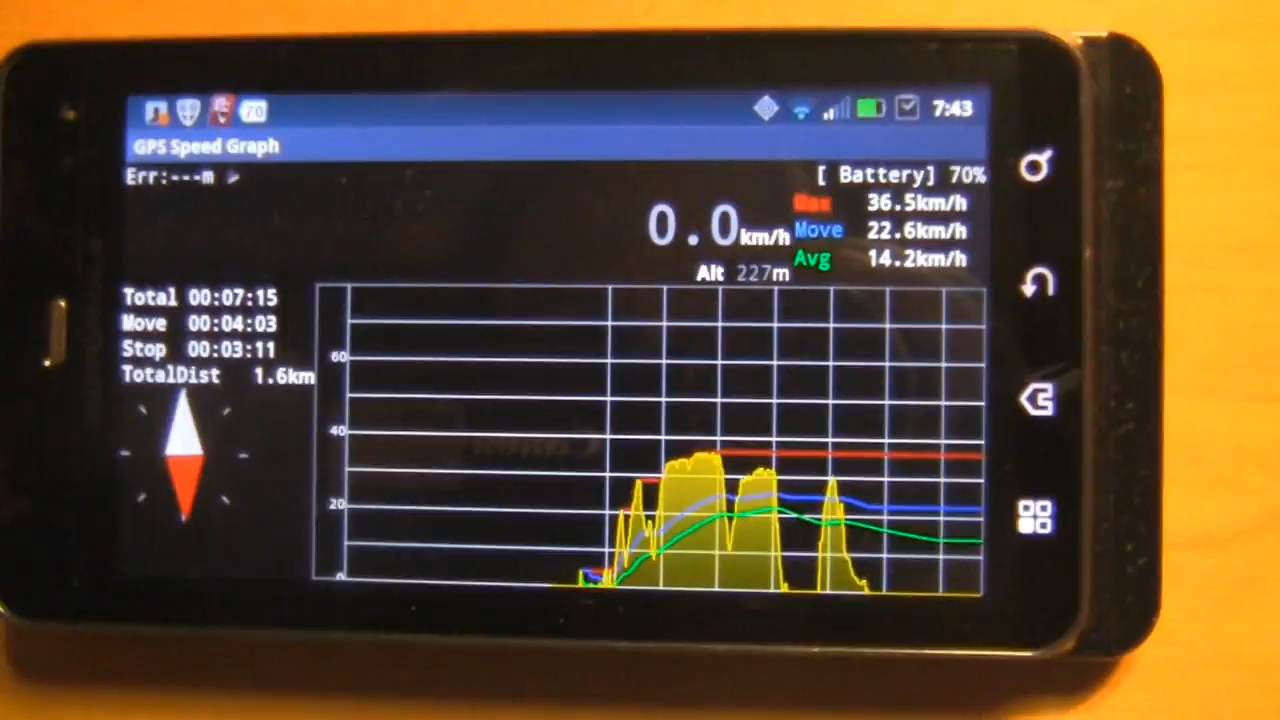 70 7:43
GPS Speed Graph
Err:---m > [ Battery] 70%
Max 36.5km/h
0.0km/h Move 22.6km/h
Avg 14.2km/h
Alt 227m
Total 00:07:15
Move 00:04:03
Stop 00:03:11
TotalDist 1.6km
60
40
20
0